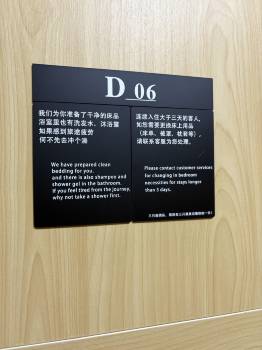 D 06
我们为你准备了干净的床品
浴室里也有洗发水、沐浴露
如果感到旅途疲劳
何不先去冲个澡
We have prepared clean
bedding for you.
and there is also shampoo and
shower gel in the bathroom.
If you feel tired from the journey,
why not take a shower first.
连续入住大于三天的客人，
如您需要更换床上用品
（床单、被罩、枕套等），
请联系客服为您处理。
Please contact customer services
for changing in bedroom
necessities for stays longer
than 3 days.